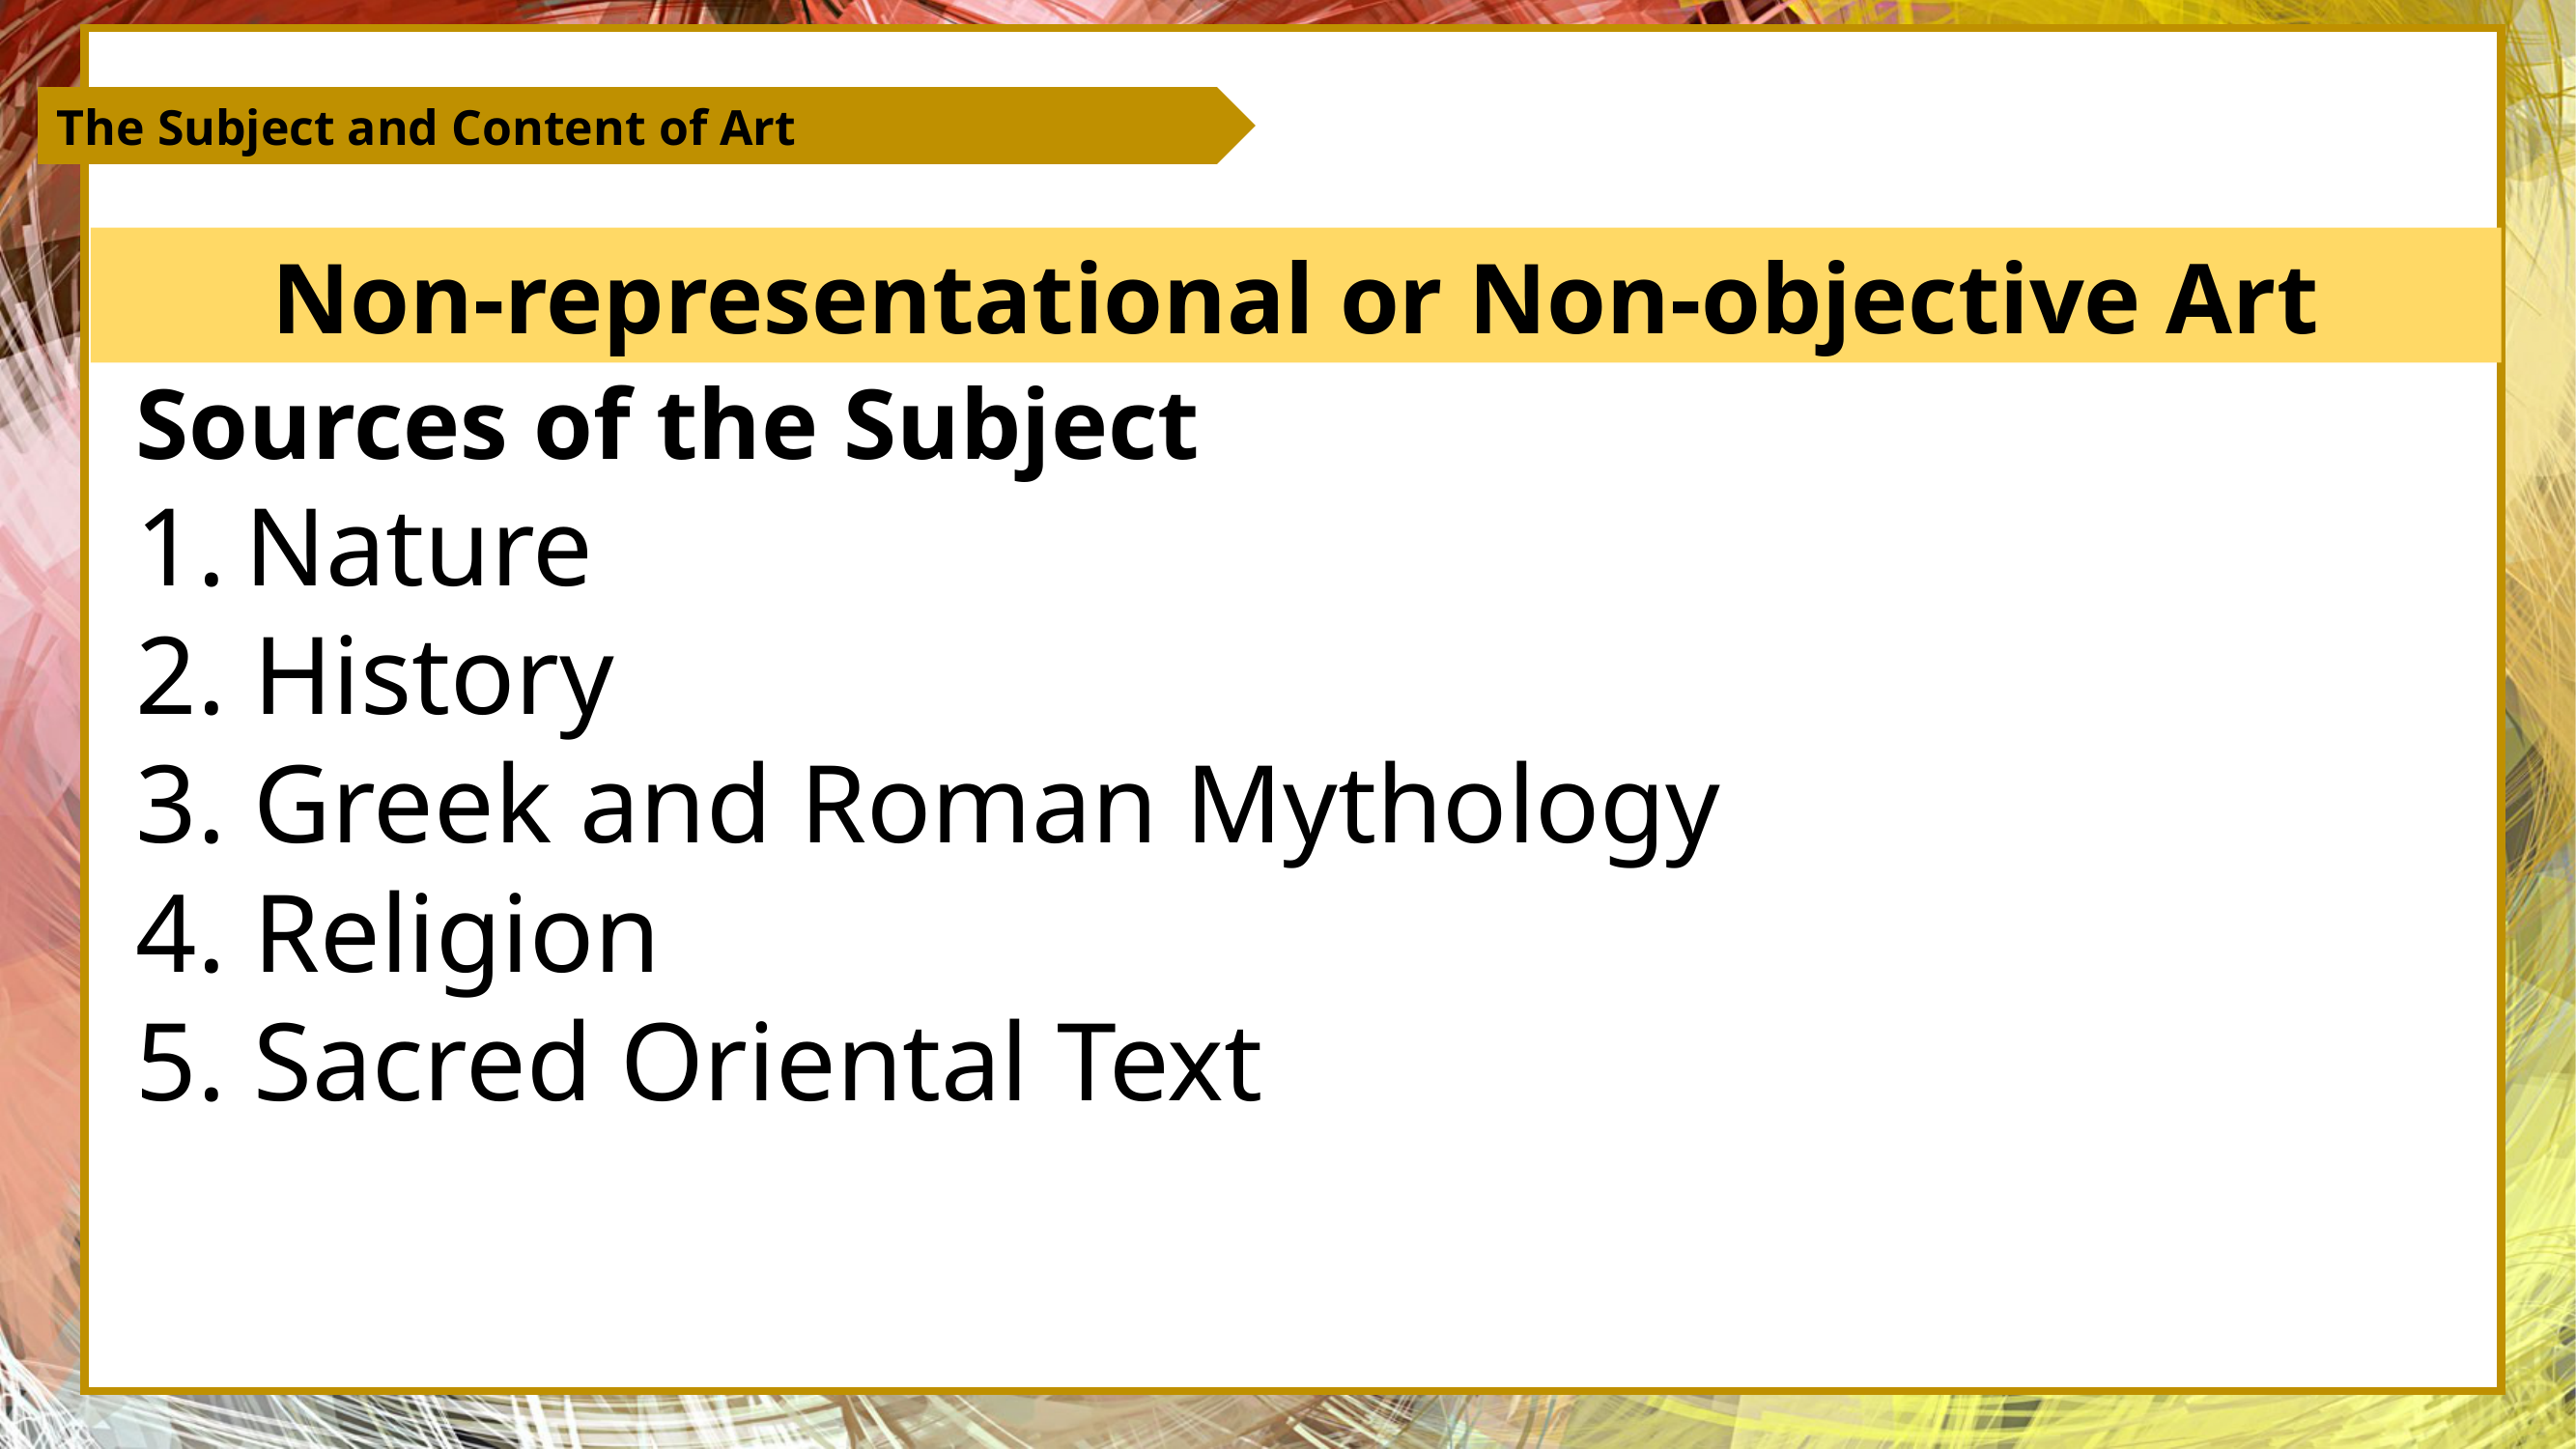 The Subject and Content of Art
Non-representational or Non-objective Art
Sources of the Subject
1. Nature
2. History
3. Greek and Roman Mythology
4. Religion
5. Sacred Oriental Text